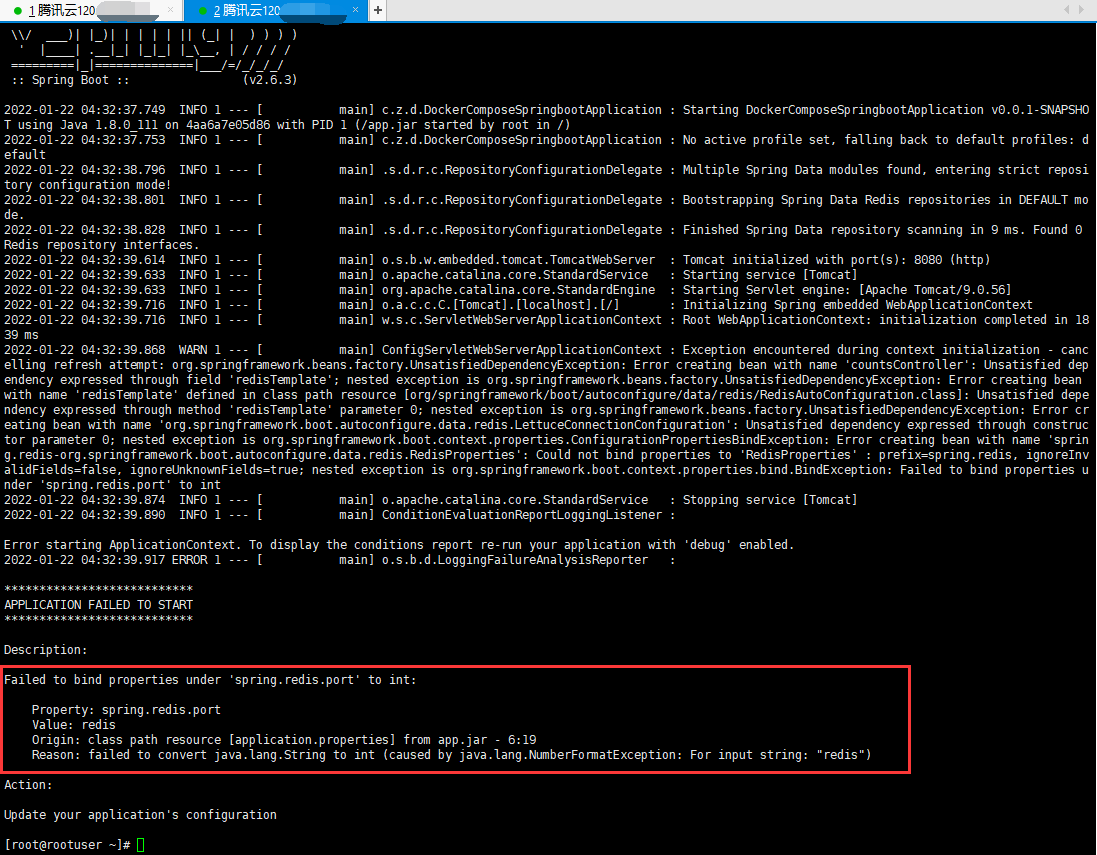 1 腾讯云120
2 腾讯云120
\\/  ___)| |_)| | | | | || (_| |  ) ) ) )
'  |____| .__|_| |_|_| |_\__, | / / / /
=========|_|==============|___/=/_/_/_/
:: Spring Boot ::                (v2.6.3)
2022-01-22 04:32:37.749  INFO 1 --- [           main] c.z.d.DockerComposeSpringbootApplication : Starting DockerComposeSpringbootApplication v0.0.1-SNAPSHO
T using Java 1.8.0_111 on 4aa6a7e05d86 with PID 1 (/app.jar started by root in /)
2022-01-22 04:32:37.753  INFO 1 --- [           main] c.z.d.DockerComposeSpringbootApplication : No active profile set, falling back to default profiles: d
efault
2022-01-22 04:32:38.796  INFO 1 --- [           main] .s.d.r.c.RepositoryConfigurationDelegate : Multiple Spring Data modules found, entering strict reposi
tory configuration mode!
2022-01-22 04:32:38.801  INFO 1 --- [           main] .s.d.r.c.RepositoryConfigurationDelegate : Bootstrapping Spring Data Redis repositories in DEFAULT mo
de.
2022-01-22 04:32:38.828  INFO 1 --- [           main] .s.d.r.c.RepositoryConfigurationDelegate : Finished Spring Data repository scanning in 9 ms. Found 0
Redis repository interfaces.
2022-01-22 04:32:39.614  INFO 1 --- [           main] o.s.b.w.embedded.tomcat.TomcatWebServer  : Tomcat initialized with port(s): 8080 (http)
2022-01-22 04:32:39.633  INFO 1 --- [           main] o.apache.catalina.core.StandardService   : Starting service [Tomcat]
2022-01-22 04:32:39.633  INFO 1 --- [           main] org.apache.catalina.core.StandardEngine  : Starting Servlet engine: [Apache Tomcat/9.0.56]
2022-01-22 04:32:39.716  INFO 1 --- [           main] o.a.c.c.C.[Tomcat].[localhost].[/]       : Initializing Spring embedded WebApplicationContext
2022-01-22 04:32:39.716  INFO 1 --- [           main] w.s.c.ServletWebServerApplicationContext : Root WebApplicationContext: initialization completed in 18
39 ms
2022-01-22 04:32:39.868  WARN 1 --- [           main] ConfigServletWebServerApplicationContext : Exception encountered during context initialization - canc
elling refresh attempt: org.springframework.beans.factory.UnsatisfiedDependencyException: Error creating bean with name 'countsController': Unsatisfied dep
endency expressed through field 'redisTemplate'; nested exception is org.springframework.beans.factory.UnsatisfiedDependencyException: Error creating bean
with name 'redisTemplate' defined in class path resource [org/springframework/boot/autoconfigure/data/redis/RedisAutoConfiguration.class]: Unsatisfied depe
ndency expressed through method 'redisTemplate' parameter 0; nested exception is org.springframework.beans.factory.UnsatisfiedDependencyException: Error cr
eating bean with name 'org.springframework.boot.autoconfigure.data.redis.LettuceConnectionConfiguration': Unsatisfied dependency expressed through construc
tor parameter 0; nested exception is org.springframework.boot.context.properties.ConfigurationPropertiesBindException: Error creating bean with name 'sprin
g.redis-org.springframework.boot.autoconfigure.data.redis.RedisProperties': Could not bind properties to 'RedisProperties' : prefix=spring.redis, ignoreInv
alidFields=false, ignoreUnknownFields=true; nested exception is org.springframework.boot.context.properties.bind.BindException: Failed to bind properties u
nder 'spring.redis.port' to int
2022-01-22 04:32:39.874  INFO 1 --- [           main] o.apache.catalina.core.StandardService   : Stopping service [Tomcat]
2022-01-22 04:32:39.890  INFO 1 --- [           main] ConditionEvaluationReportLoggingListener :
Error starting ApplicationContext. To display the conditions report re-run your application with 'debug' enabled.
2022-01-22 04:32:39.917 ERROR 1 --- [           main] o.s.b.d.LoggingFailureAnalysisReporter   :
***************************
APPLICATION FAILED TO START
***************************
Description:
Failed to bind properties under 'spring.redis.port' to int:
Property: spring.redis.port
Value: redis
Origin: class path resource [application.properties] from app.jar - 6:19
Reason: failed to convert java.lang.String to int (caused by java.lang.NumberFormatException: For input string: "redis")
Action:
Update your application's configuration
[root@rootuser ~]#